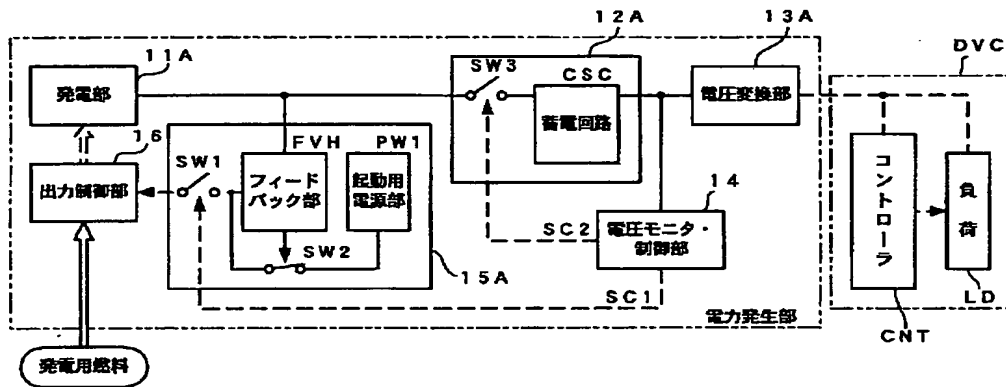 12A
13A
11A
DVC
SW3
CSC
発電部
蓄電回路
電圧変換部
16
SW1
FVH
PW1
出力制御部
フィード
バック部
起動用
電源部
14
コントローラ
負荷
SW2
SC2
電圧モニタ・
制御部
15A
SC1
LD
電力発生部
CNT
発電用燃料